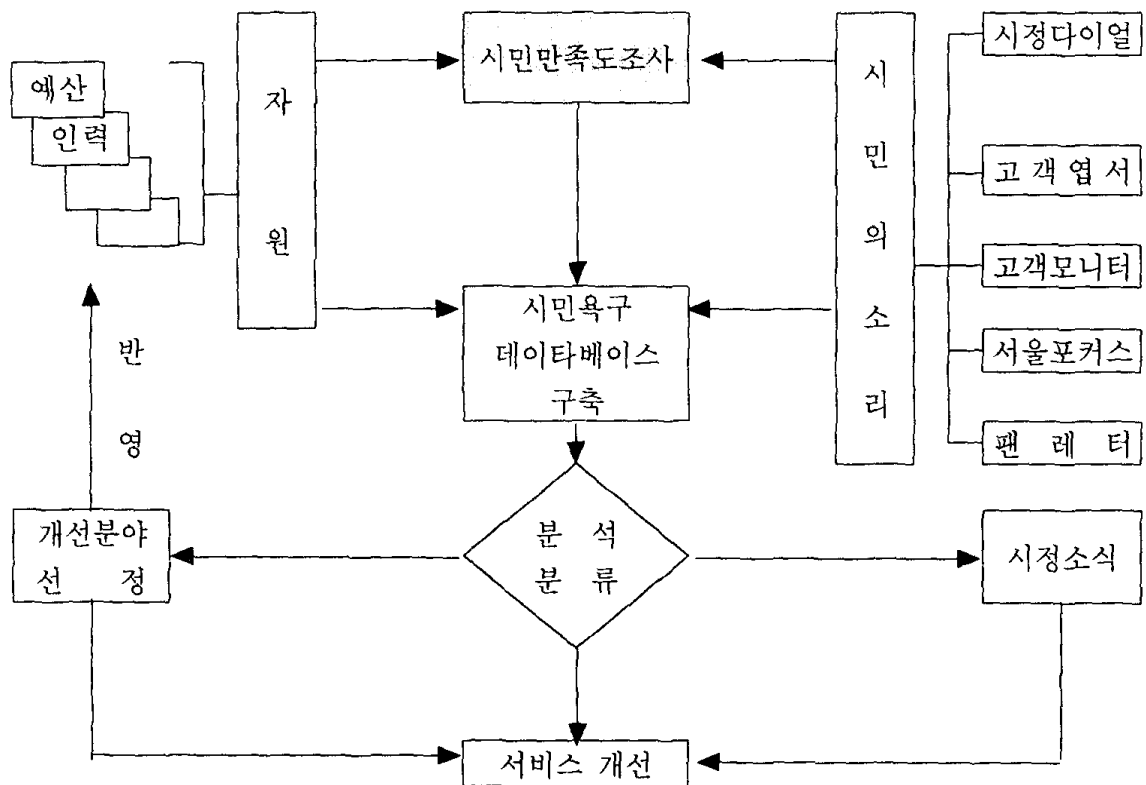 시정다이얼
시민만족도조사
예산
인력
자원
시민의소리
고객엽서
고객모니터
시민욕구
데이타베이스
구축
서울포커스
반영
팬레터
개선분야
선정
분석
분류
시정소식
서비스 개선